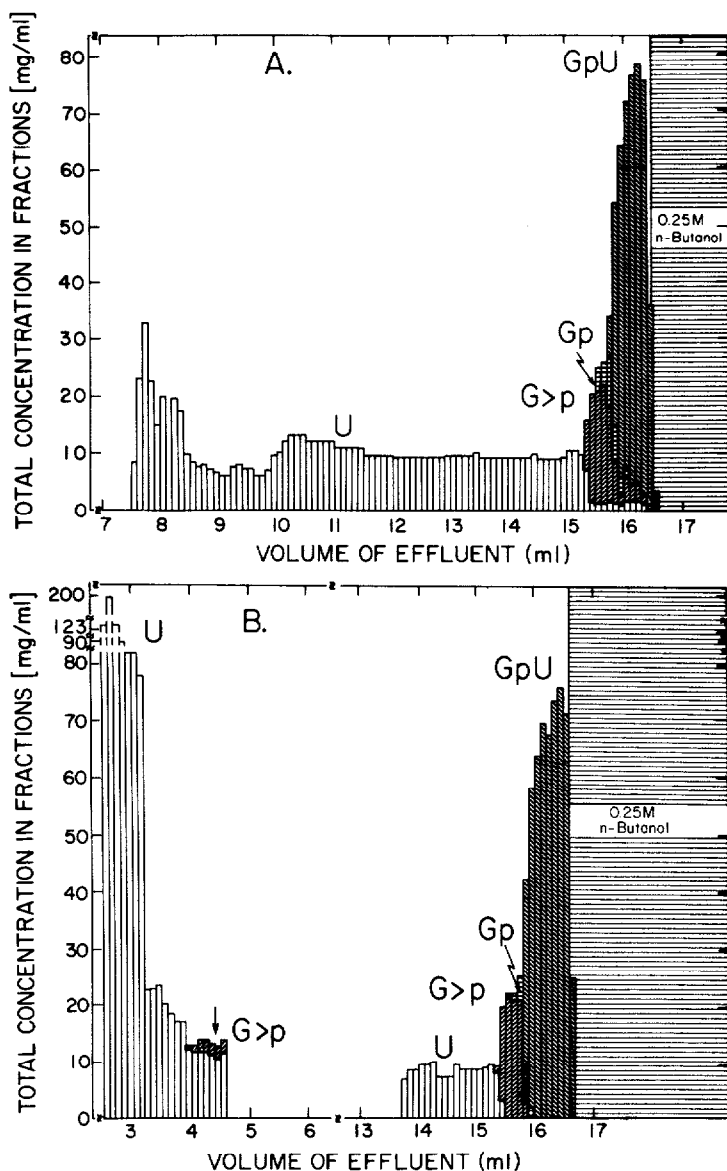 TOTAL CONCENTRATION IN FRACTIONS [mg/ml]
80
70
60
50
40
30
20
10
0
A.
GpU
0.25M
n-Butanol
Gp
G>p
U
7 8 9 10 11 12 13 14 15 16 17
VOLUME OF EFFLUENT (ml)
TOTAL CONCENTRATION IN FRACTIONS [mg/ml]
200
123
90
80
70
60
50
40
30
20
10
0
U
B.
GpU
0.25M
n-Butanol
Gp
G>p
G>p
U
3 4 5 6 13 14 15 16 17
VOLUME OF EFFLUENT (ml)